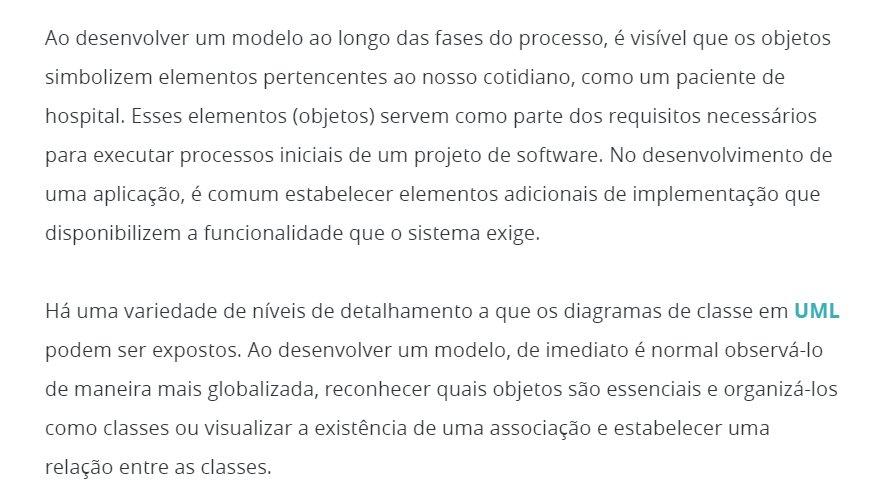 Ao desenvolver um modelo ao longo das fases do processo, é visível que os objetos
simbolizem elementos pertencentes ao nosso cotidiano, como um paciente de
hospital. Esses elementos (objetos) servem como parte dos requisitos necessários
para executar processos iniciais de um projeto de software. No desenvolvimento de
uma aplicação, é comum estabelecer elementos adicionais de implementação que
disponibilizem a funcionalidade que o sistema exige.
Há uma variedade de níveis de detalhamento a que os diagramas de classe em UML
podem ser expostos. Ao desenvolver um modelo, de imediato é normal observá-lo
de maneira mais globalizada, reconhecer quais objetos são essenciais e organizá-los
como classes ou visualizar a existência de uma associação e estabelecer uma
relação entre as classes.